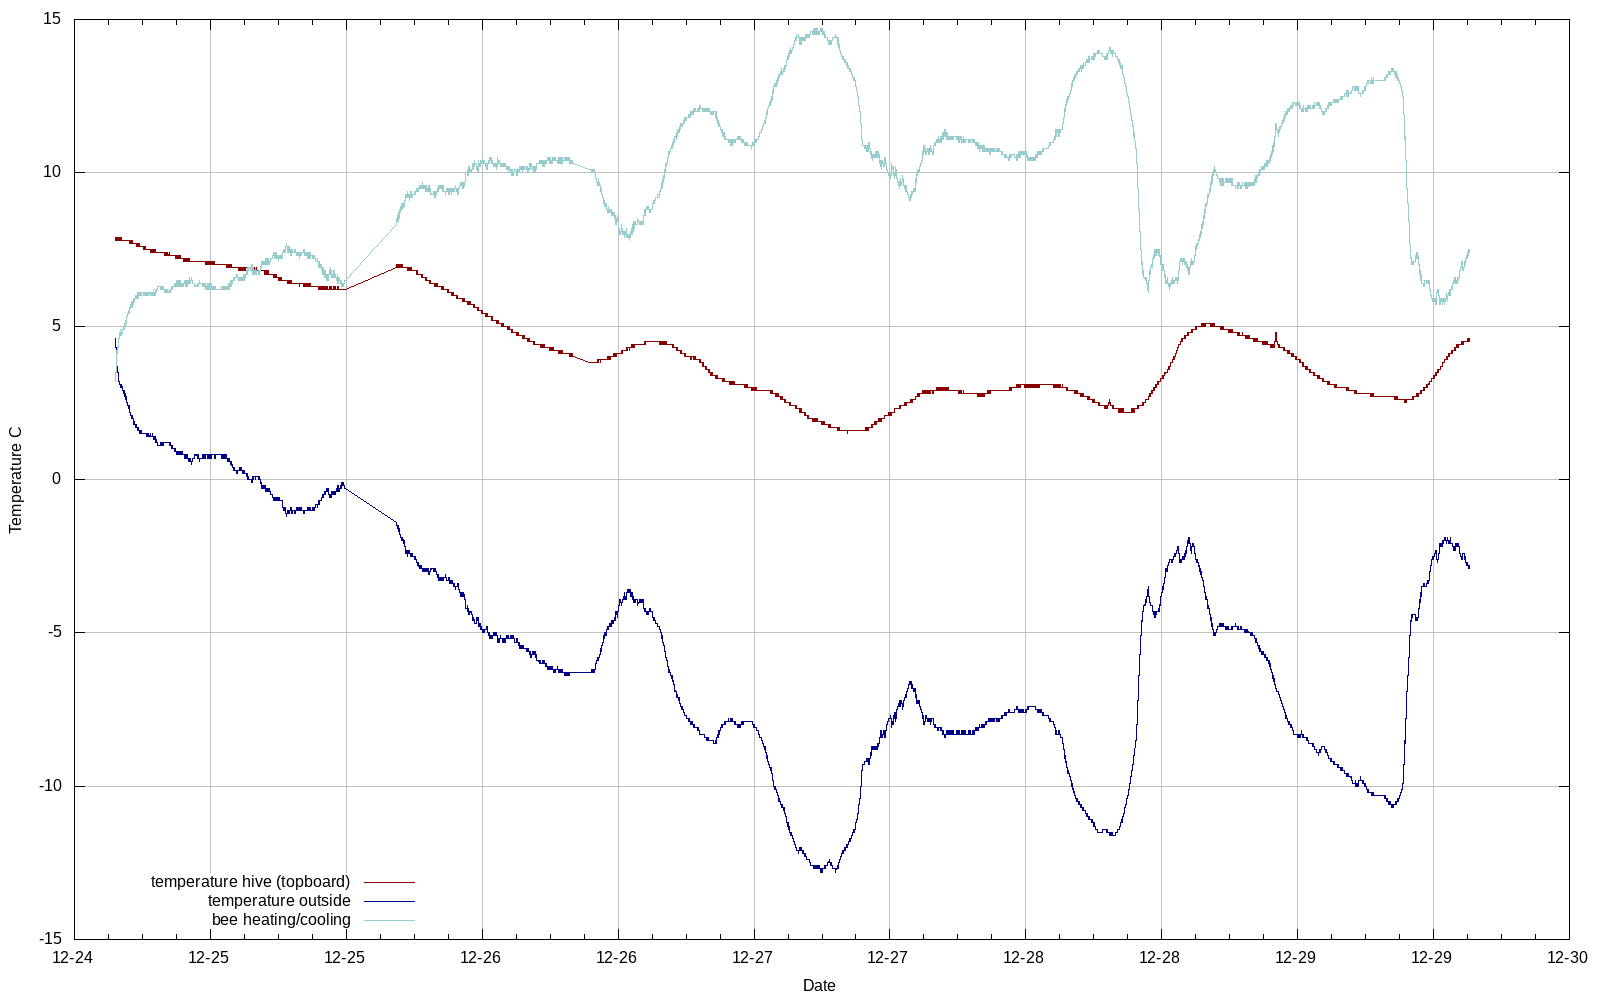 15
10
5
0
-5
-10
-15
Temperature C
temperature hive (topboard)
temperature outside
bee heating/cooling
12-24 12-25 12-25 12-26 12-26 12-27 12-27 12-28 12-28 12-29 12-29 12-30
Date